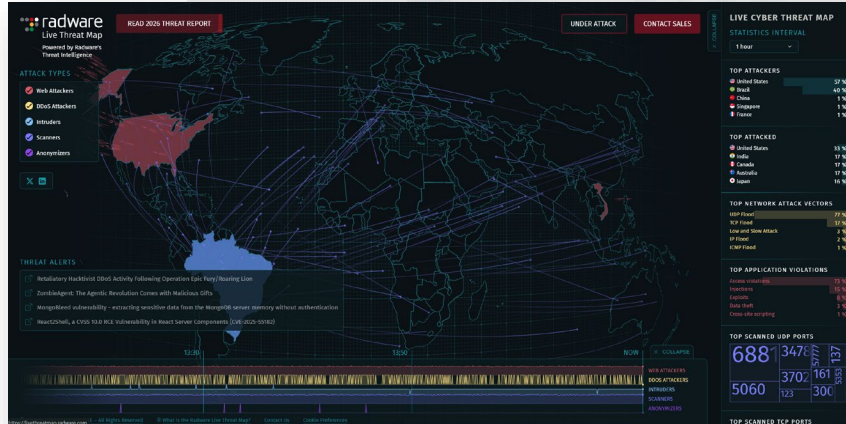 radware
Live Threat Map
Powered by Radware's
Threat Intelligence
READ 2026 THREAT REPORT
UNDER ATTACK
CONTACT SALES
COLLAPSE
ATTACK TYPES
Web Attackers
DDoS Attackers
Intruders
Scanners
Anonymizers
THREAT ALERTS
Retaliatory Hacktivist DDoS Activity Following Operation Epic Fury/Roaring Lion
ZombieAgent: The Agentic Revolution Comes with Malicious Gifts
MongoBleed vulnerability - extracting sensitive data from the MongoDB server memory without authentication
React2Shell, a CVSS 10.0 RCE Vulnerability in React Server Components (CVE-2025-55182)
13:30
13:50
NOW
COLLAPSE
WEB ATTACKERS
DDOS ATTACKERS
INTRUDERS
SCANNERS
ANONYMIZERS
All Rights Reserved
What is the Radware Live Threat Map?
Contact Us
Cookie Preferences
LIVE CYBER THREAT MAP
STATISTICS INTERVAL
1 hour
TOP ATTACKERS
United States 57 %
Brazil 40 %
China 1 %
Singapore 1 %
France 1 %
TOP ATTACKED
United States 33 %
India 17 %
Canada 17 %
Australia 17 %
Japan 16 %
TOP NETWORK ATTACK VECTORS
UDP Flood 77 %
TCP Flood 17 %
Low and Slow Attack 3 %
IP Flood 2 %
ICMP Flood 1 %
TOP APPLICATION VIOLATIONS
Access violations 73 %
Injections 15 %
Exploits 8 %
Data theft 3 %
Cross-site scripting 1 %
TOP SCANNED UDP PORTS
6881 3478 57777 137
3702 161 5353
5060 123 300
TOP SCANNED TCP PORTS